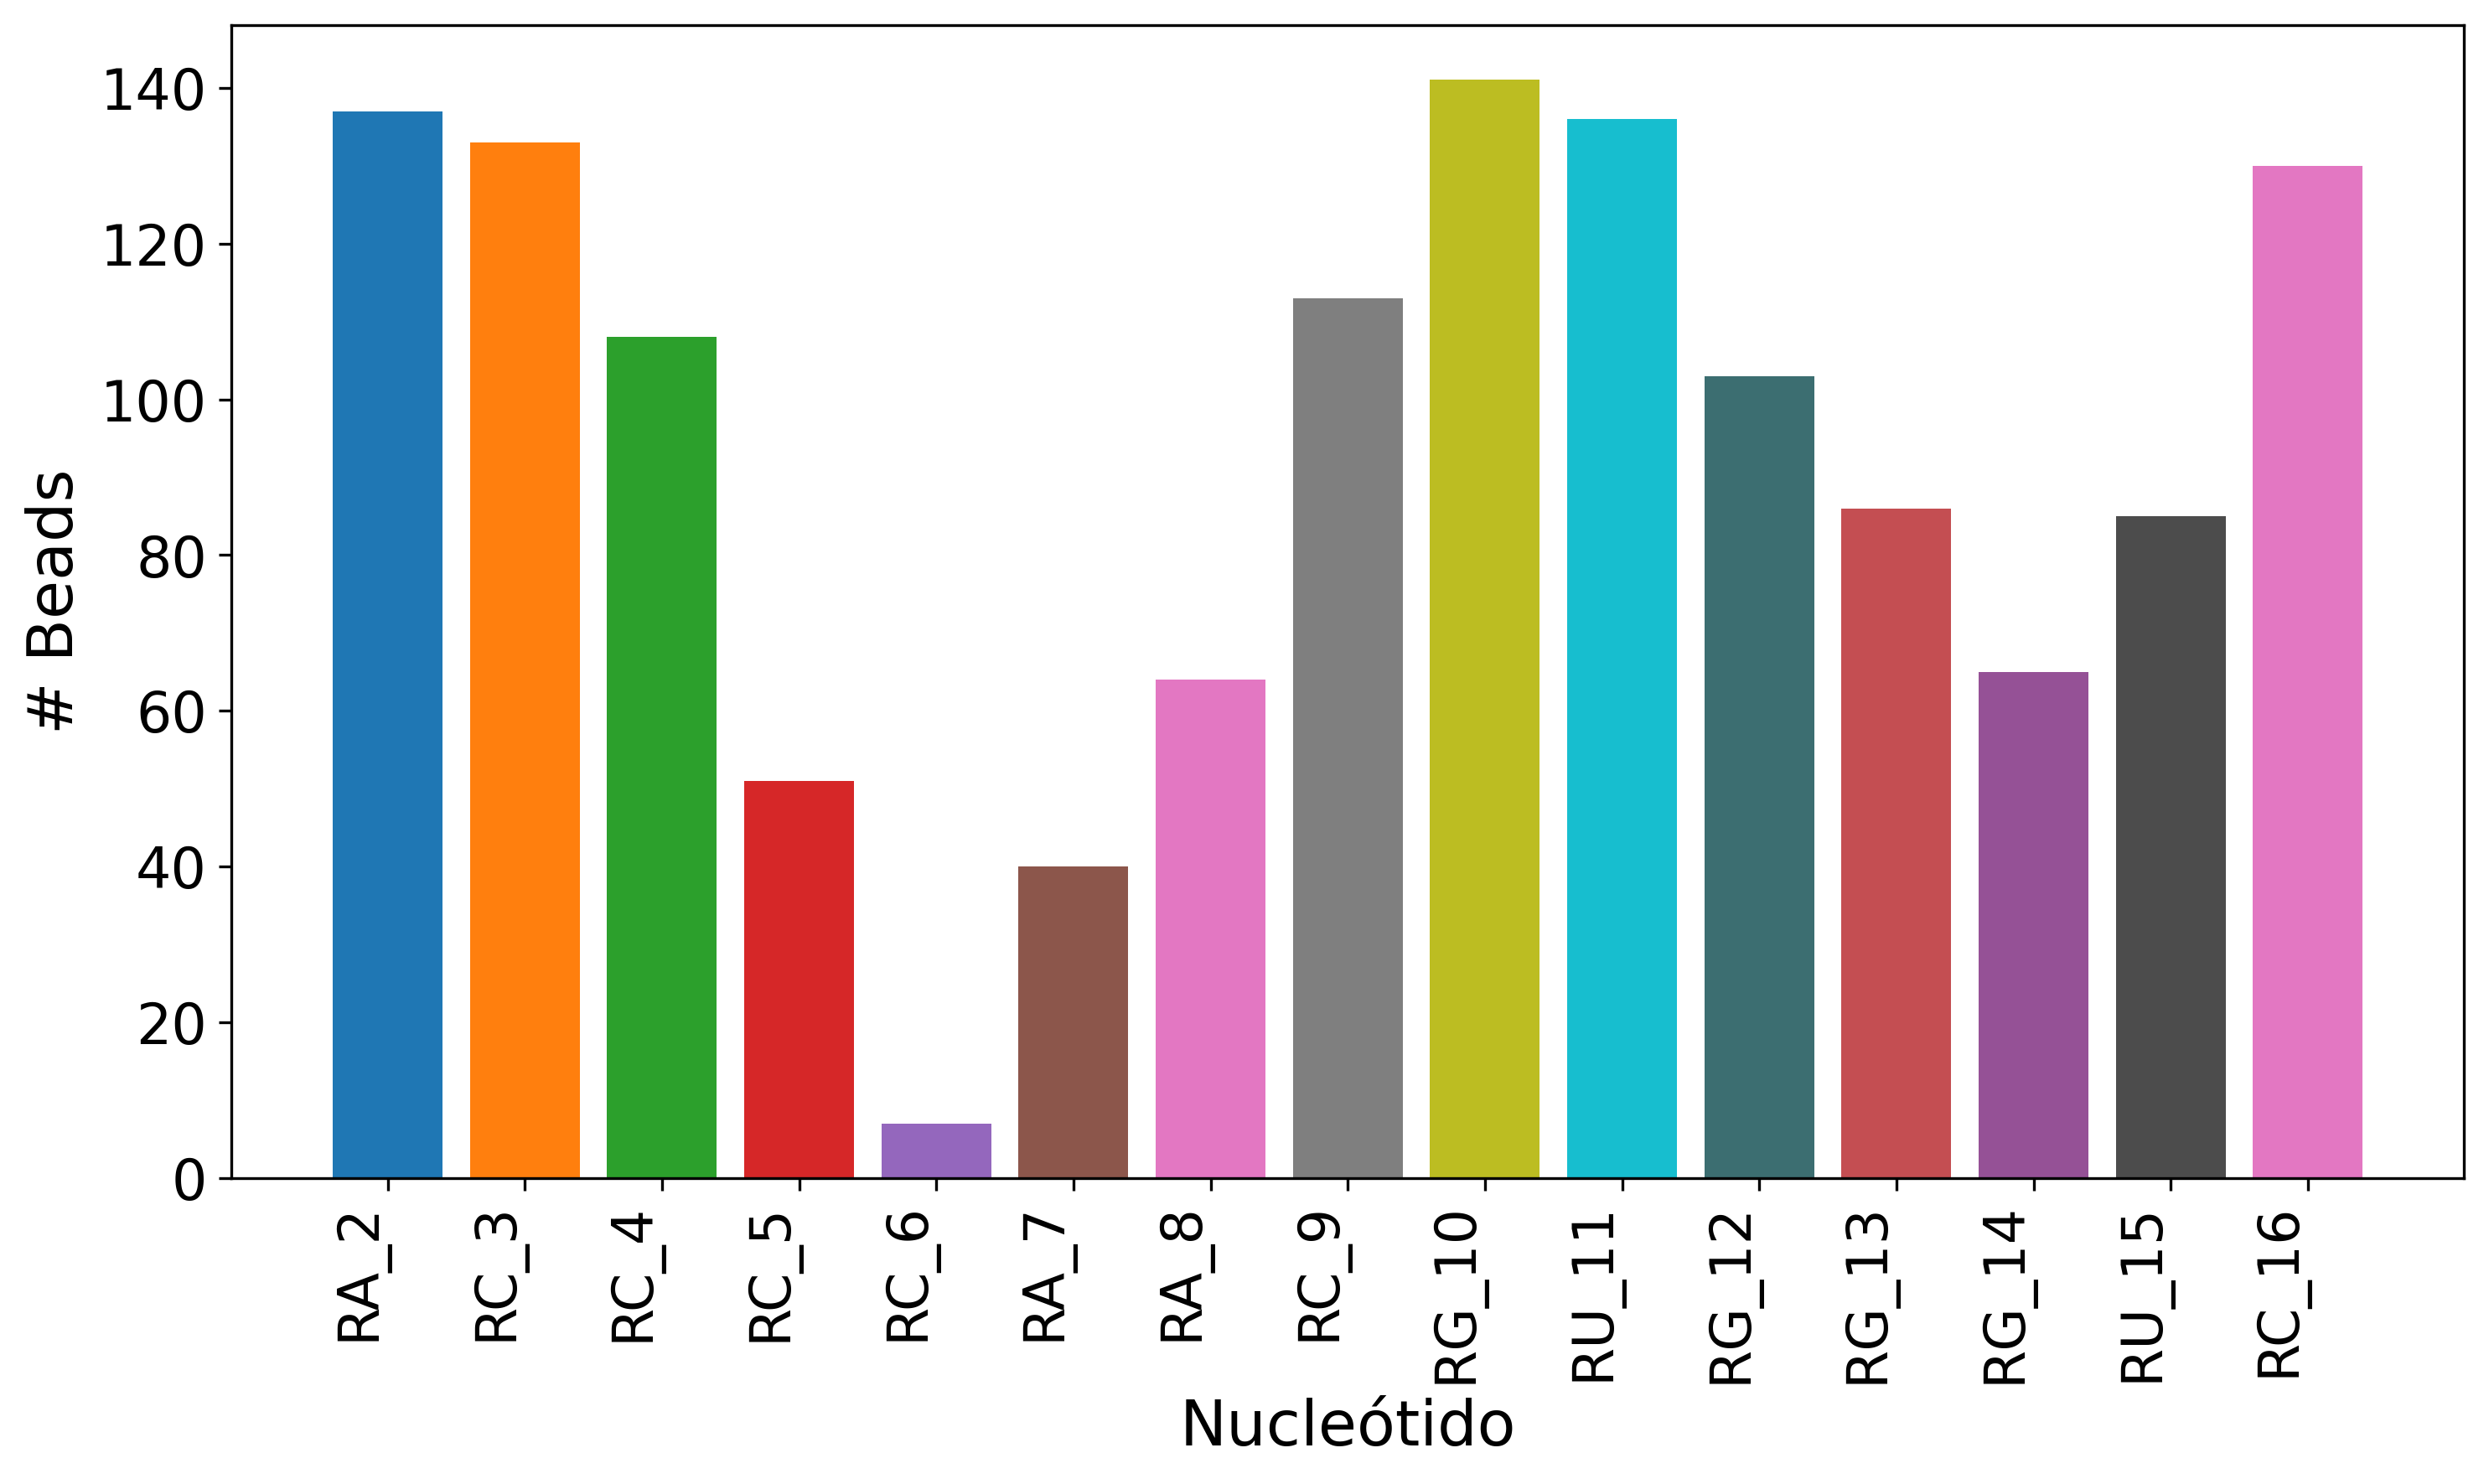 # Beads
140
120
100
80
60
40
20
0
RA_2
RC_3
RC_4
RC_5
RC_6
RA_7
RA_8
RC_9
RG_10
RU_11
RG_12
RG_13
RG_14
RU_15
RC_16
Nucleótido